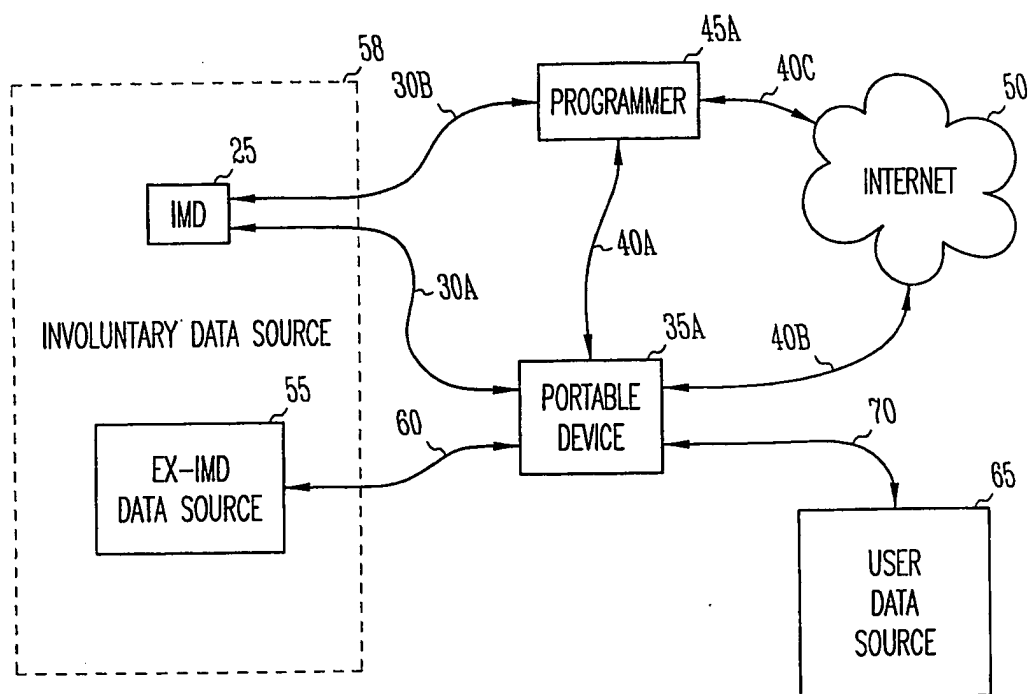 58
45A
30B
PROGRAMMER
40C
50
INTERNET
25
IMD
40A
30A
INVOLUNTARY DATA SOURCE
35A
PORTABLE
DEVICE
40B
55
EX-IMD
DATA SOURCE
60
70
65
USER
DATA
SOURCE